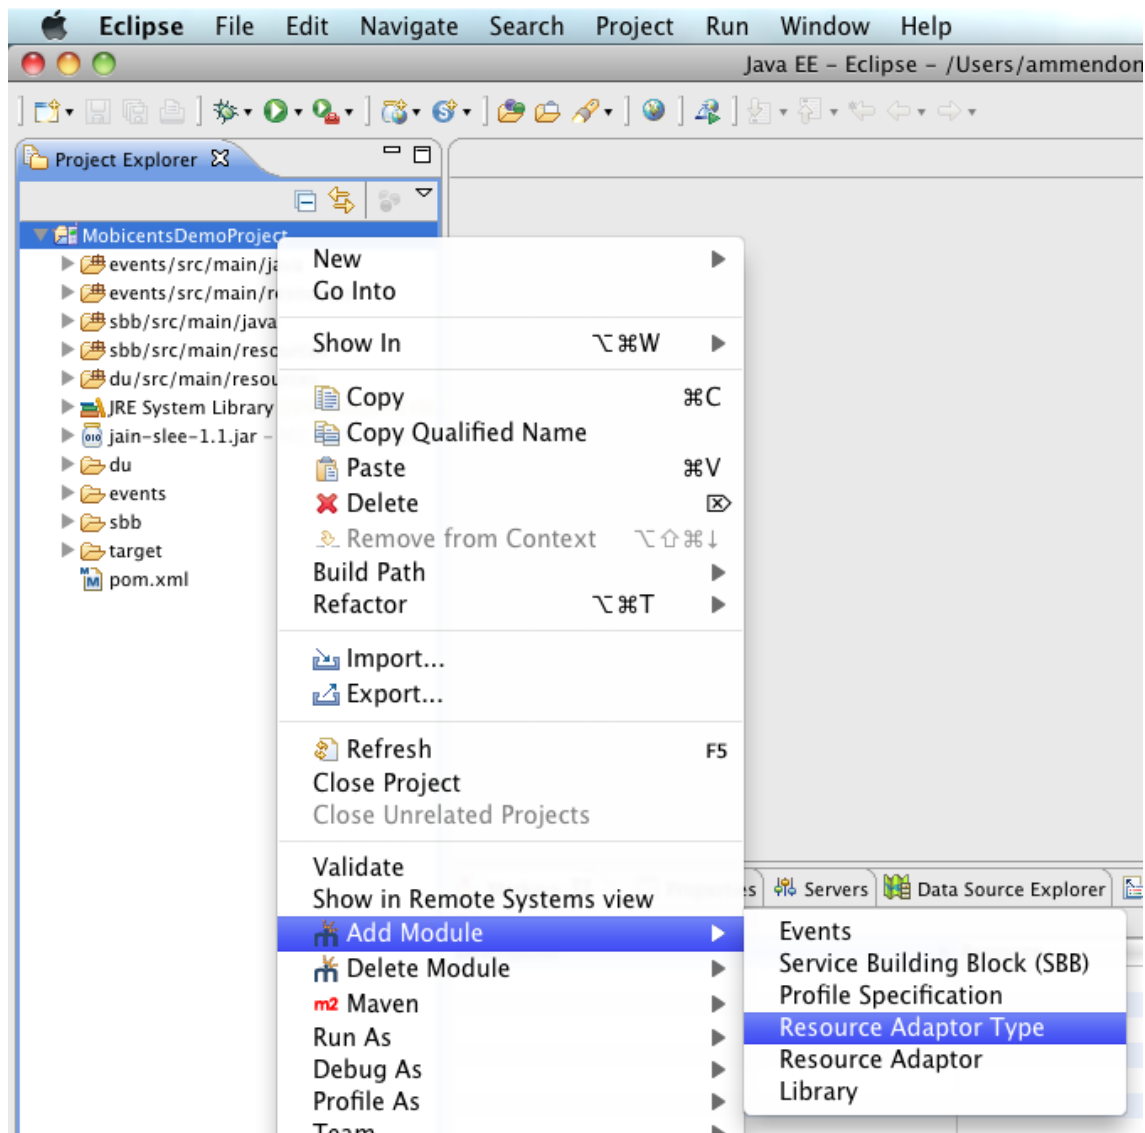 Eclipse File Edit Navigate Search Project Run Window Help
Java EE – Eclipse – /Users/ammendon
Project Explorer
MobicentsDemoProject
events/src/main/ja
events/src/main/r
sbb/src/main/java
sbb/src/main/reso
du/src/main/resou
JRE System Library
jain-slee-1.1.jar –
du
events
sbb
target
pom.xml
New
Go Into
Show In ⌥⌘W
Copy ⌘C
Copy Qualified Name
Paste ⌘V
Delete ⌦
Remove from Context ⌥⇧⌘↓
Build Path
Refactor ⌥⌘T
Import...
Export...
Refresh F5
Close Project
Close Unrelated Projects
Validate
Show in Remote Systems view
Add Module
Delete Module
m2 Maven
Run As
Debug As
Profile As
Team
Servers Data Source Explorer
Events
Service Building Block (SBB)
Profile Specification
Resource Adaptor Type
Resource Adaptor
Library